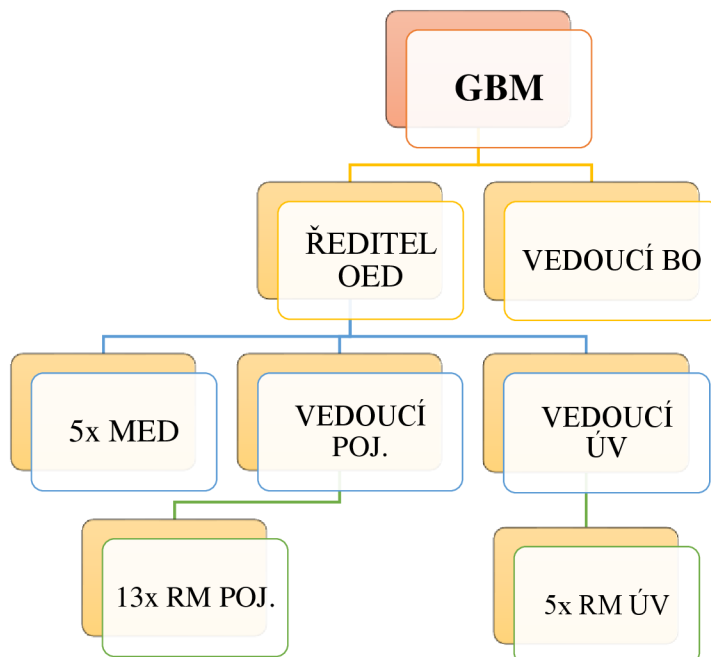 GBM
ŘEDITEL
OED
VEDOUCÍ BO
5x MED
VEDOUCÍ
POJ.
VEDOUCÍ
ÚV
13x RM POJ.
5x RM ÚV